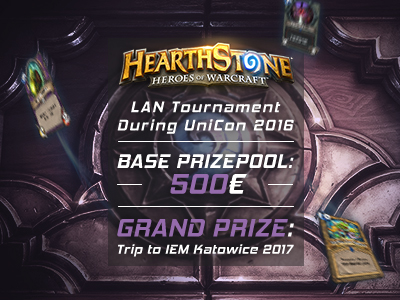 HEARTHSTONE
HEROES OF WARCRAFT
LAN Tournament
During UniCon 2016
BASE PRIZEPOOL:
500€
GRAND PRIZE:
Trip to IEM Katowice 2017